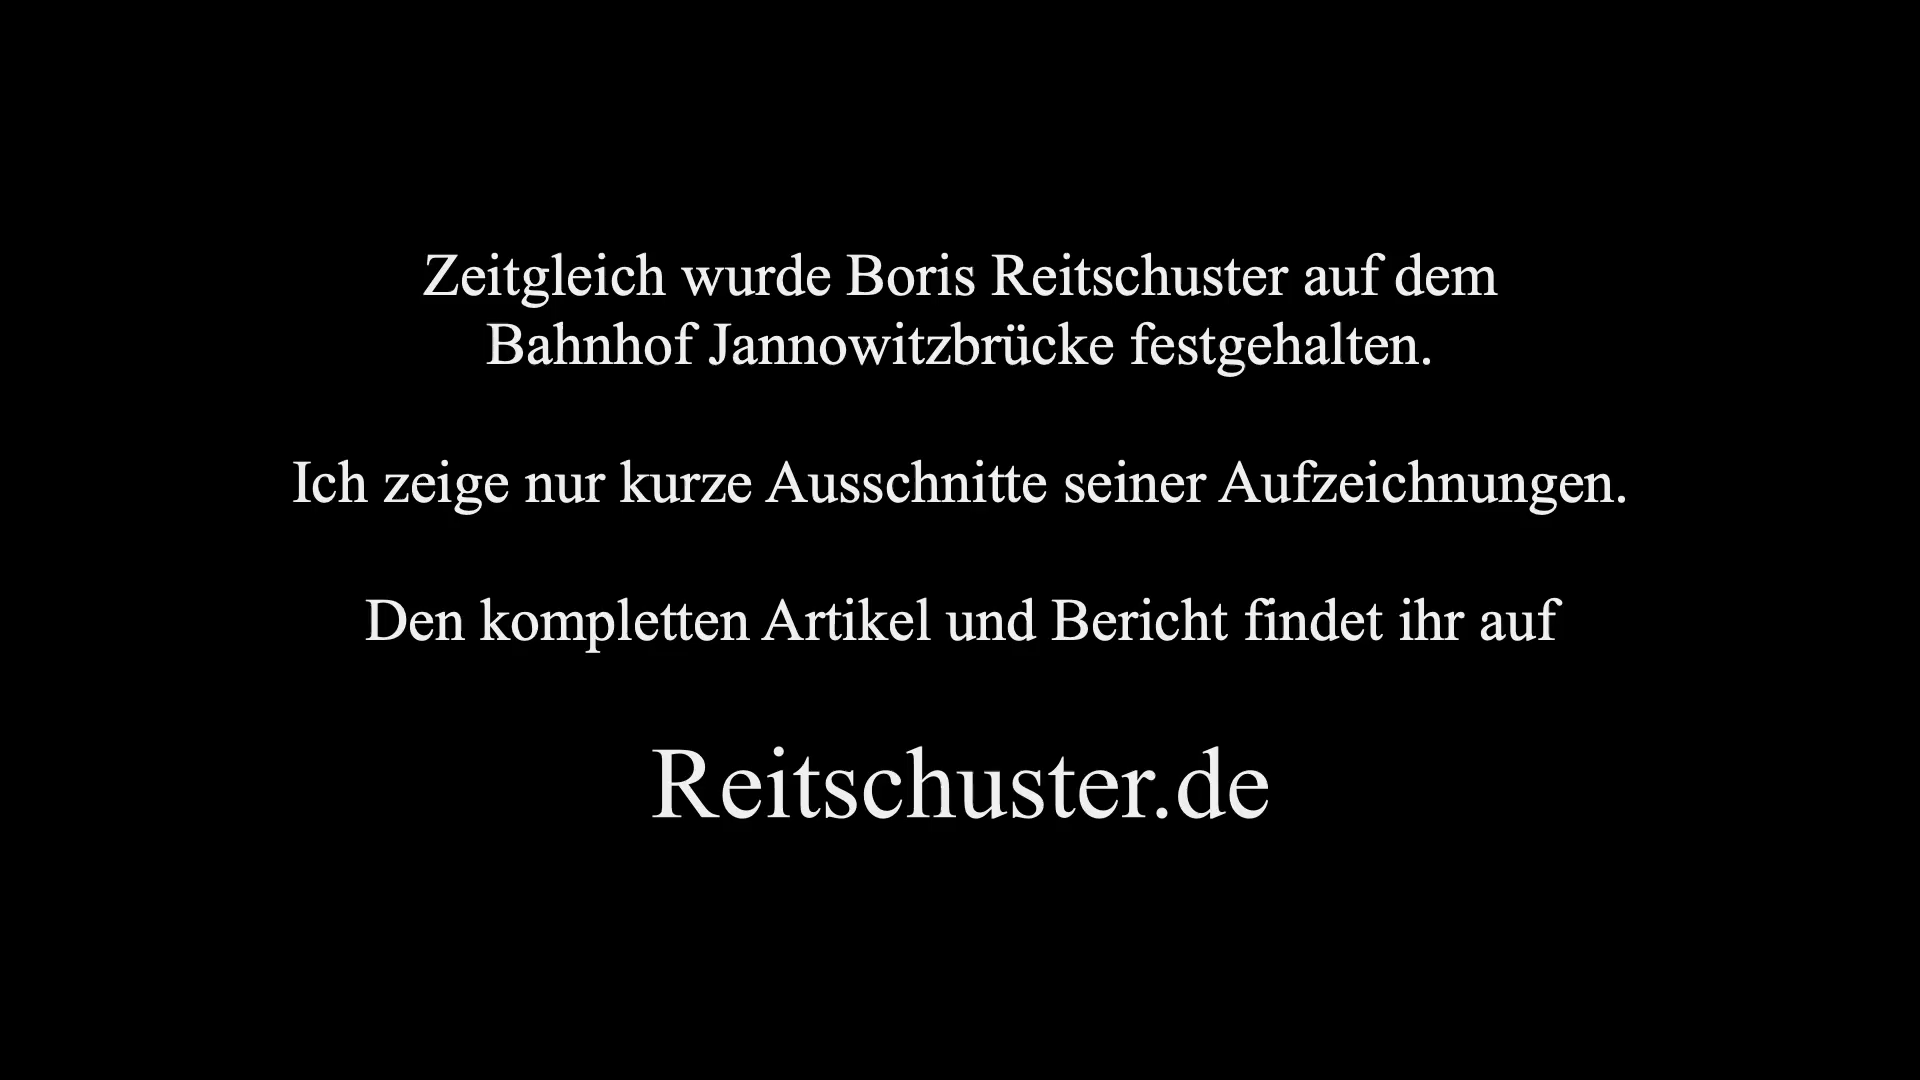 Zeitgleich wurde Boris Reitschuster auf dem
Bahnhof Jannowitzbrücke festgehalten.
Ich zeige nur kurze Ausschnitte seiner Aufzeichnungen.
Den kompletten Artikel und Bericht findet ihr auf
Reitschuster.de